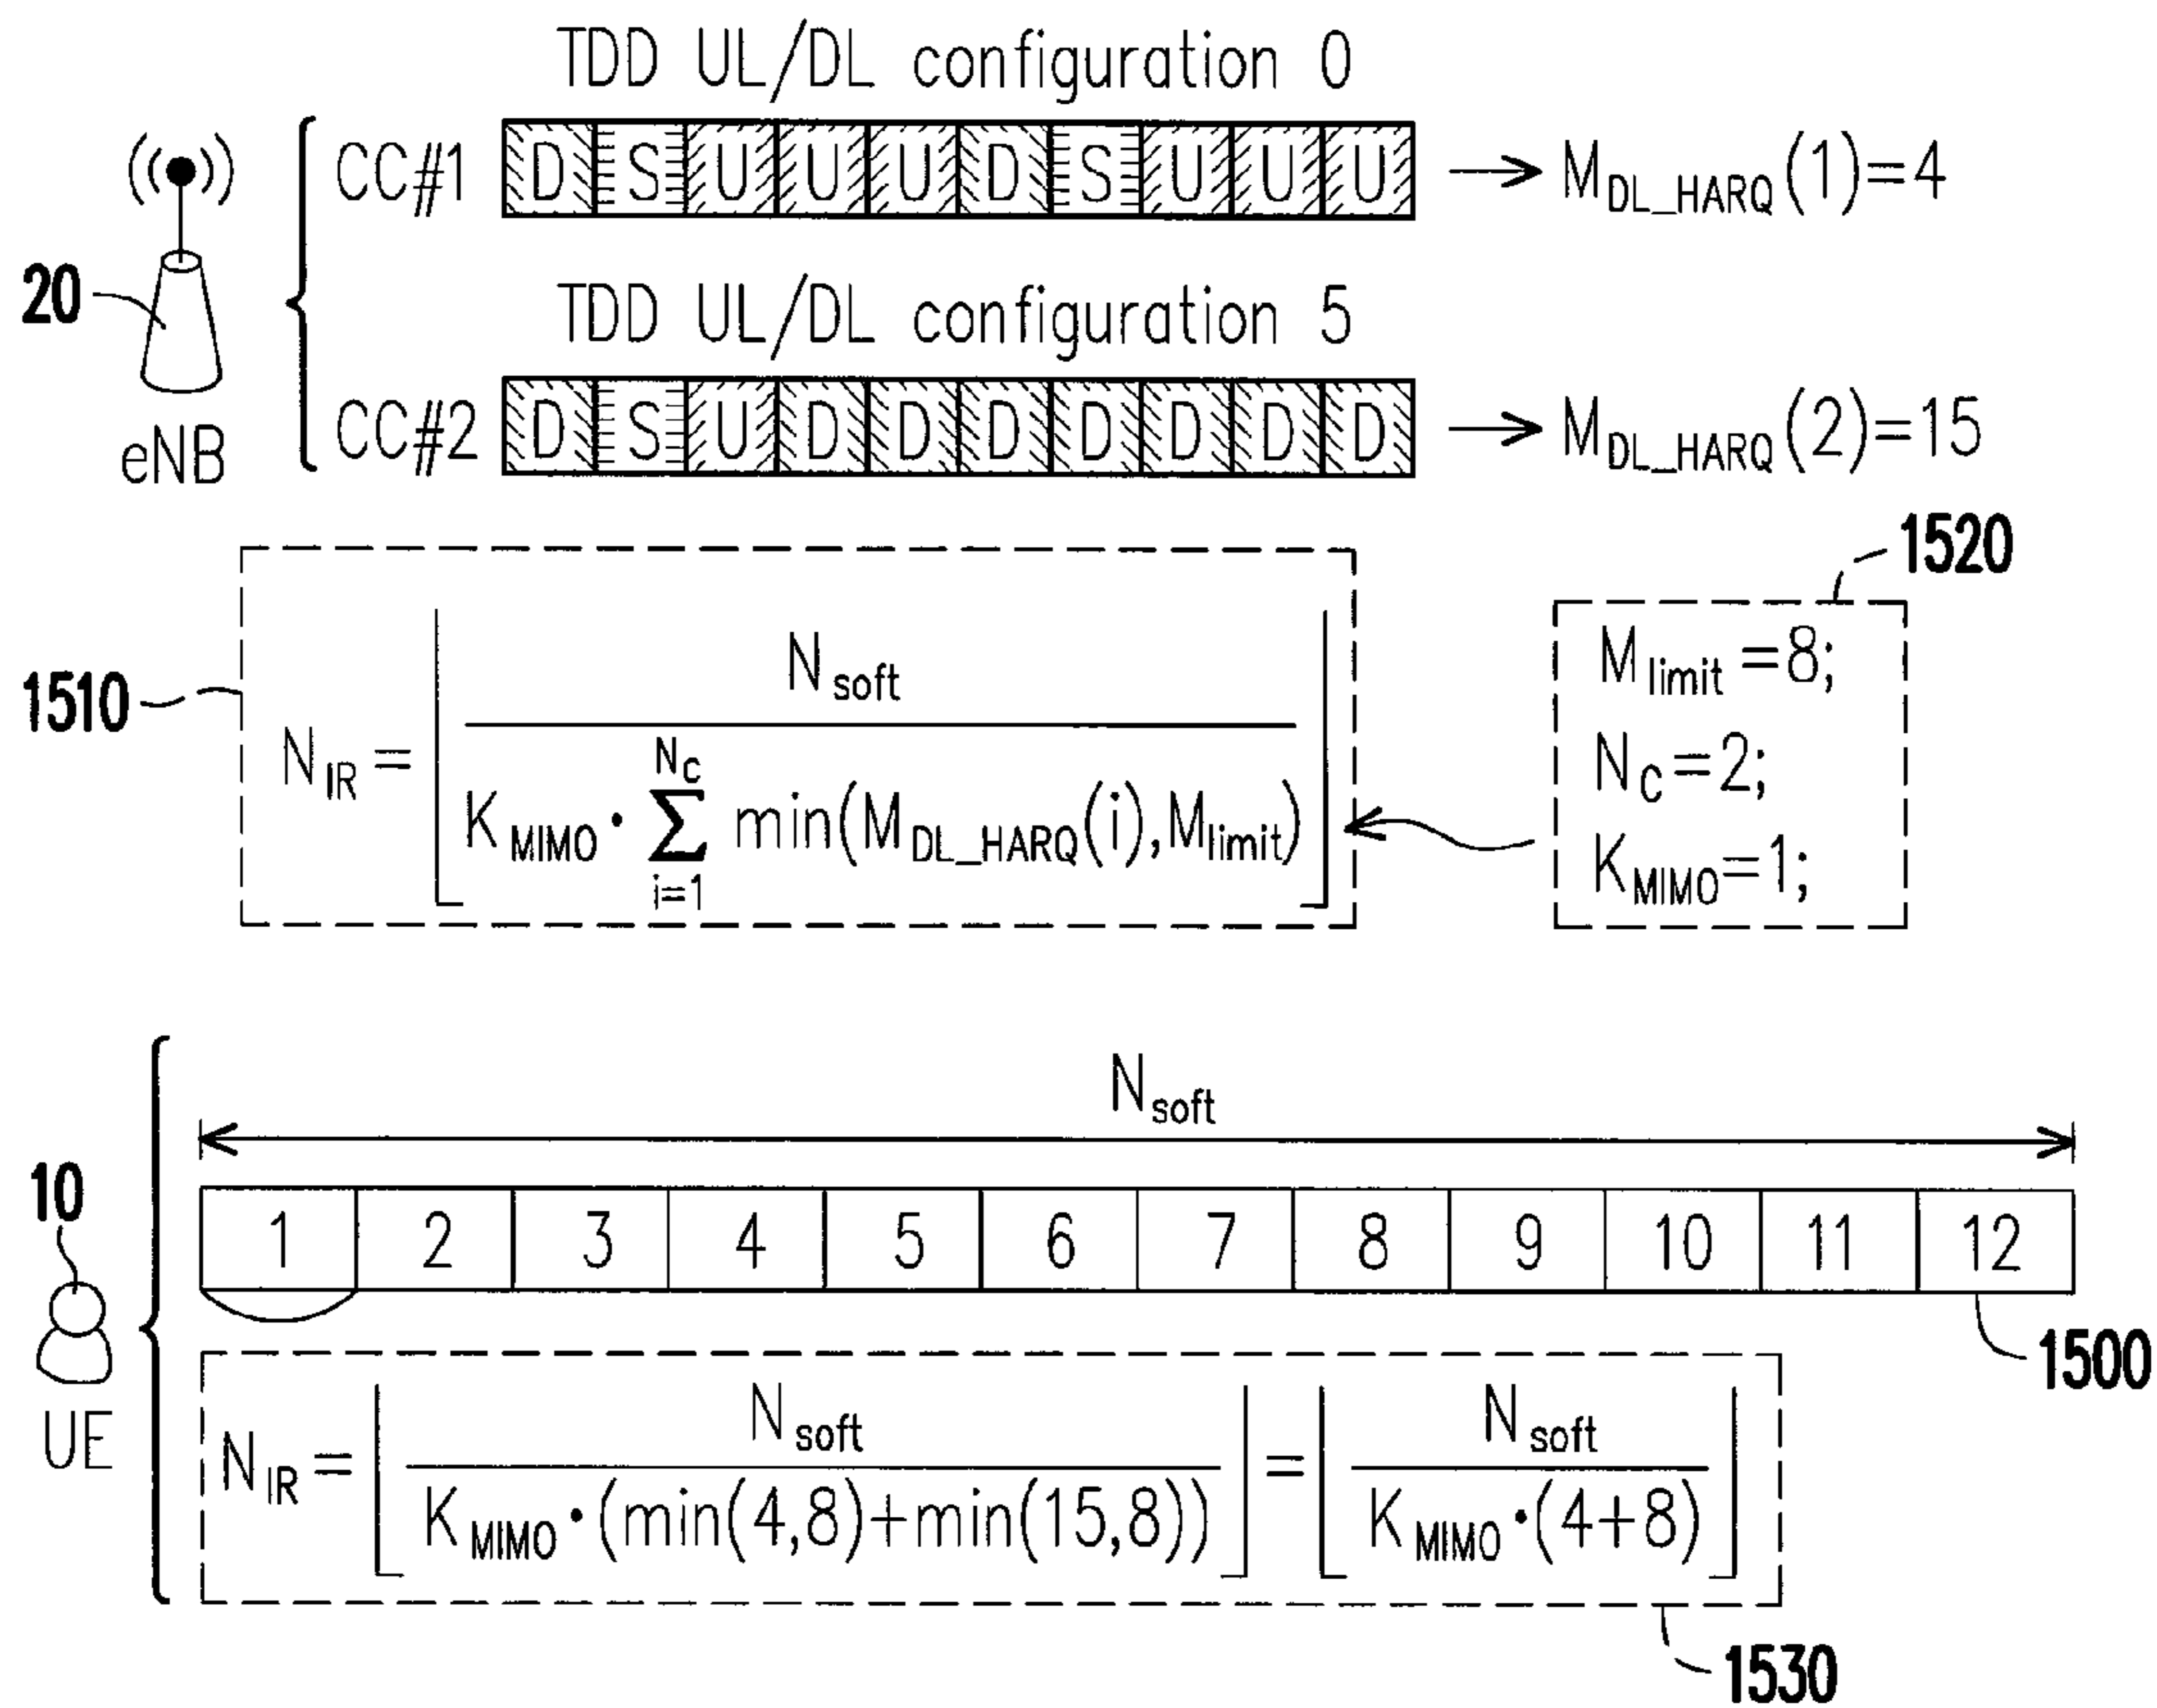 TDD UL/DL configuration 0
CC#1 D S U U U D S U U U M_DL_HARQ(1)=4
20
TDD UL/DL configuration 5
eNB
CC#2 D S U D D D D D D D M_DL_HARQ(2)=15
1520
1510
N_IR = ⌊ N_soft / K_MIMO · Σ_{i=1}^{N_C} min(M_DL_HARQ(i), M_limit) ⌋
M_limit =8;
N_C=2;
K_MIMO=1;
N_soft
10
1 2 3 4 5 6 7 8 9 10 11 12
1500
UE
N_IR = ⌊ N_soft / K_MIMO · (min(4,8)+min(15,8)) ⌋ = ⌊ N_soft / K_MIMO · (4+8) ⌋
1530